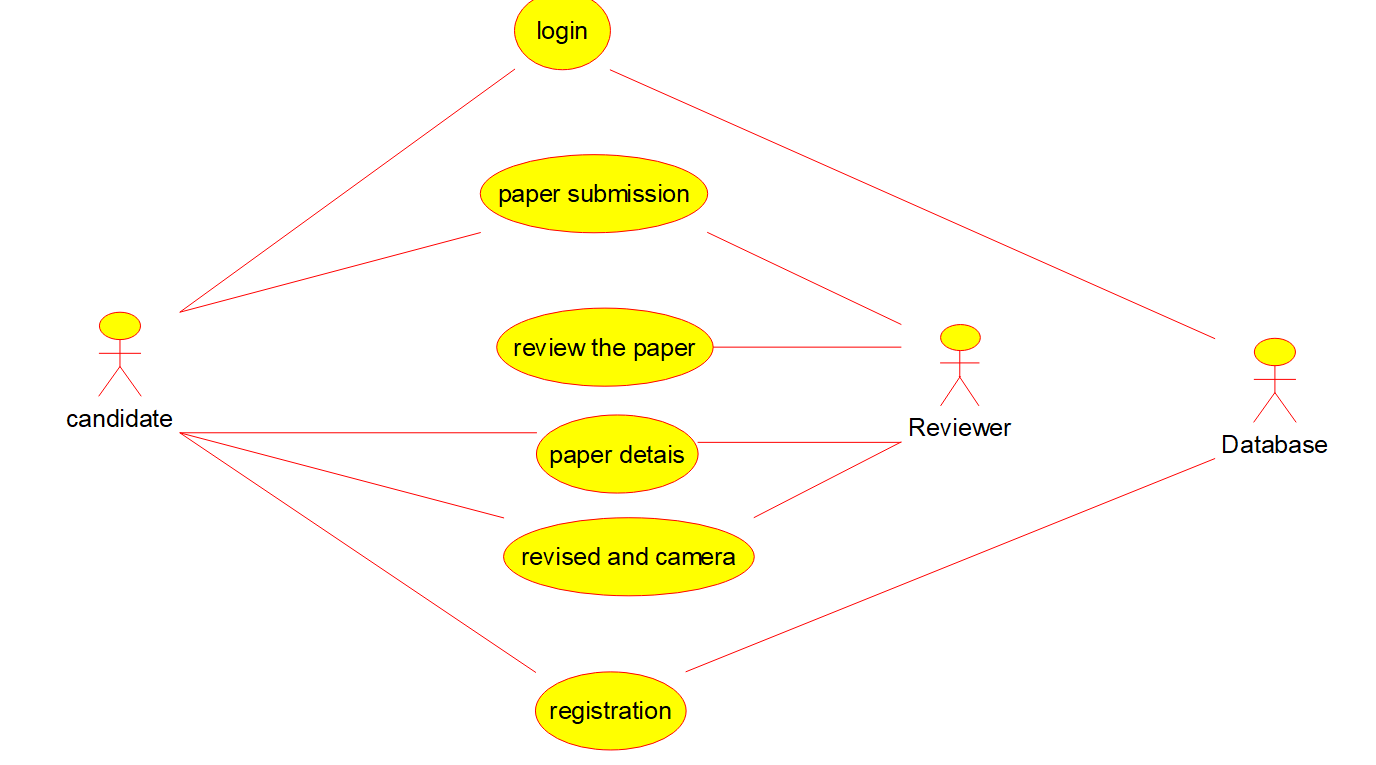 login
paper submission
review the paper
candidate
Reviewer
Database
paper detais
revised and camera
registration